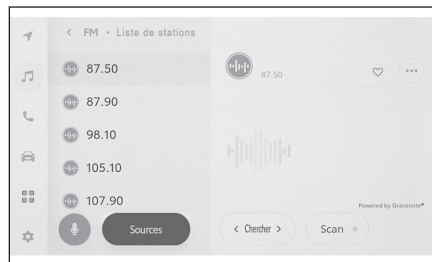 < FM • Liste de stations
87.50
87.90
98.10
105.10
107.90
Sources
87.50
Powered by Gracenote®
< Chercher >
Scan